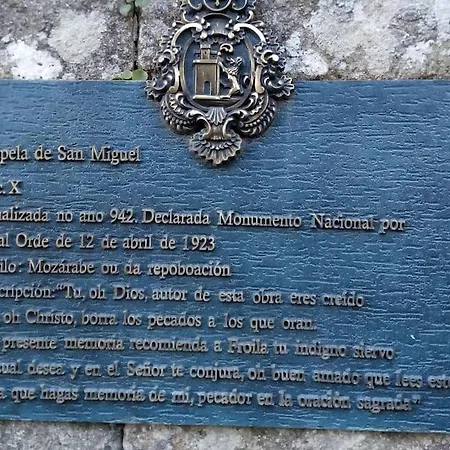 pela de San Miguel
. X
alizada no ano 942. Declarada Monumento Nacional por
al Orde de 12 de abril de 1923
ilo: Mozárabe ou da repoboación
cripción: "Tu, oh Dios, autor de esta obra eres creído
oh Christo, borra los pecados a los que oran.
presente memoria recomienda a Froila tu indigno siervo
ual desea y en el Señor te conjura, oh buen amado que lees est
a que hagas memoria de mí, pecador en la oración sagrada"